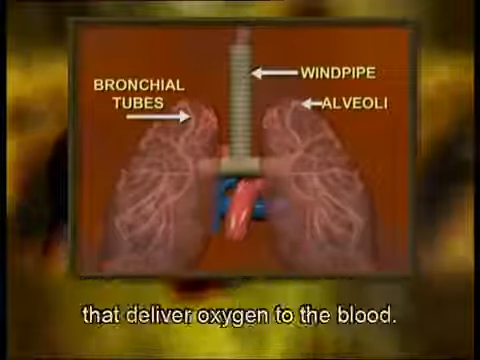 BRONCHIAL
TUBES
WINDPIPE
ALVEOLI
that deliver oxygen to the blood.